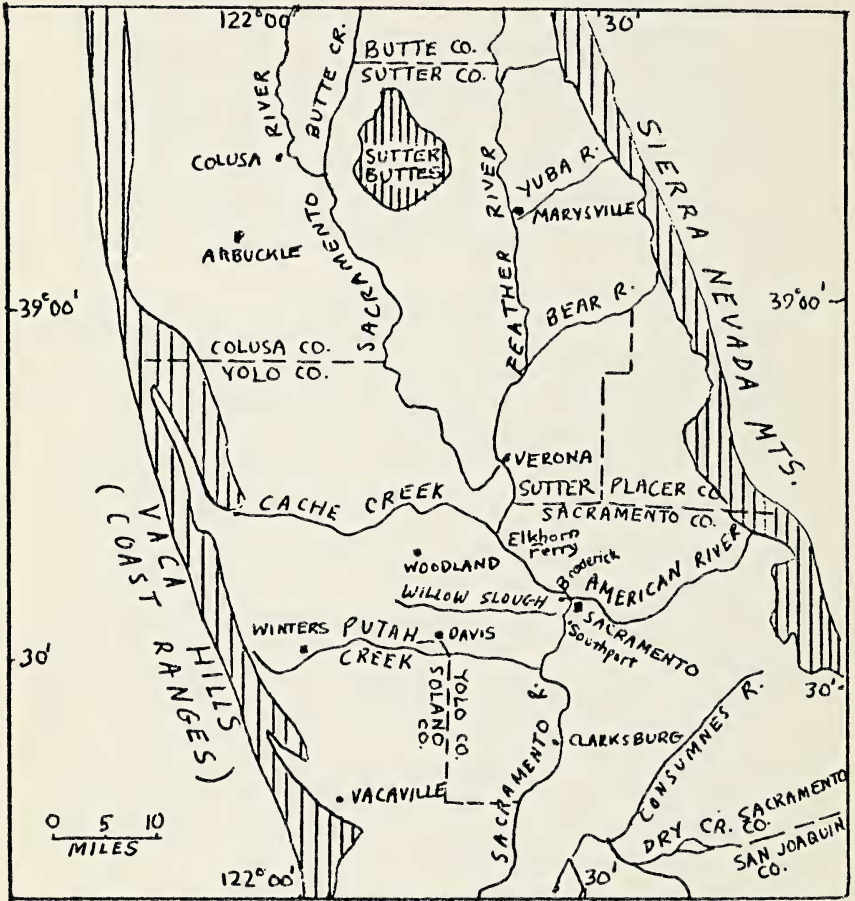 122°00'
30'
BUTTE CR.
BUTTE CO.
SUTTER CO.
RIVER
COLUSA
SUTTER
BUTTES
YUBA R.
MARYSVILLE
SIERRA NEVADA MTS.
ARBUCKLE
SACRAMENTO
FEATHER RIVER
39°00'
BEAR R.
39°00'
COLUSA CO.
YOLO CO.
VERONA
SUTTER
PLACER CO
SACRAMENTO CO.
CACHE CREEK
Elkhorn
Ferry
WOODLAND
Broderick
AMERICAN RIVER
WILLOW SLOUGH
SACRAMENTO
Southport
VACA HILLS
(COAST RANGES)
WINTERS
PUTAH
CREEK
DAVIS
30'
30'
YOLO CO.
SOLANO
CO.
SACRAMENTO R.
CLARKSBURG
CONSUMNES R.
VACAVILLE
0 5 10
MILES
DRY CR.
SACRAMENTO
CO.
SAN JOAQUIN
CO.
122°00'
30'